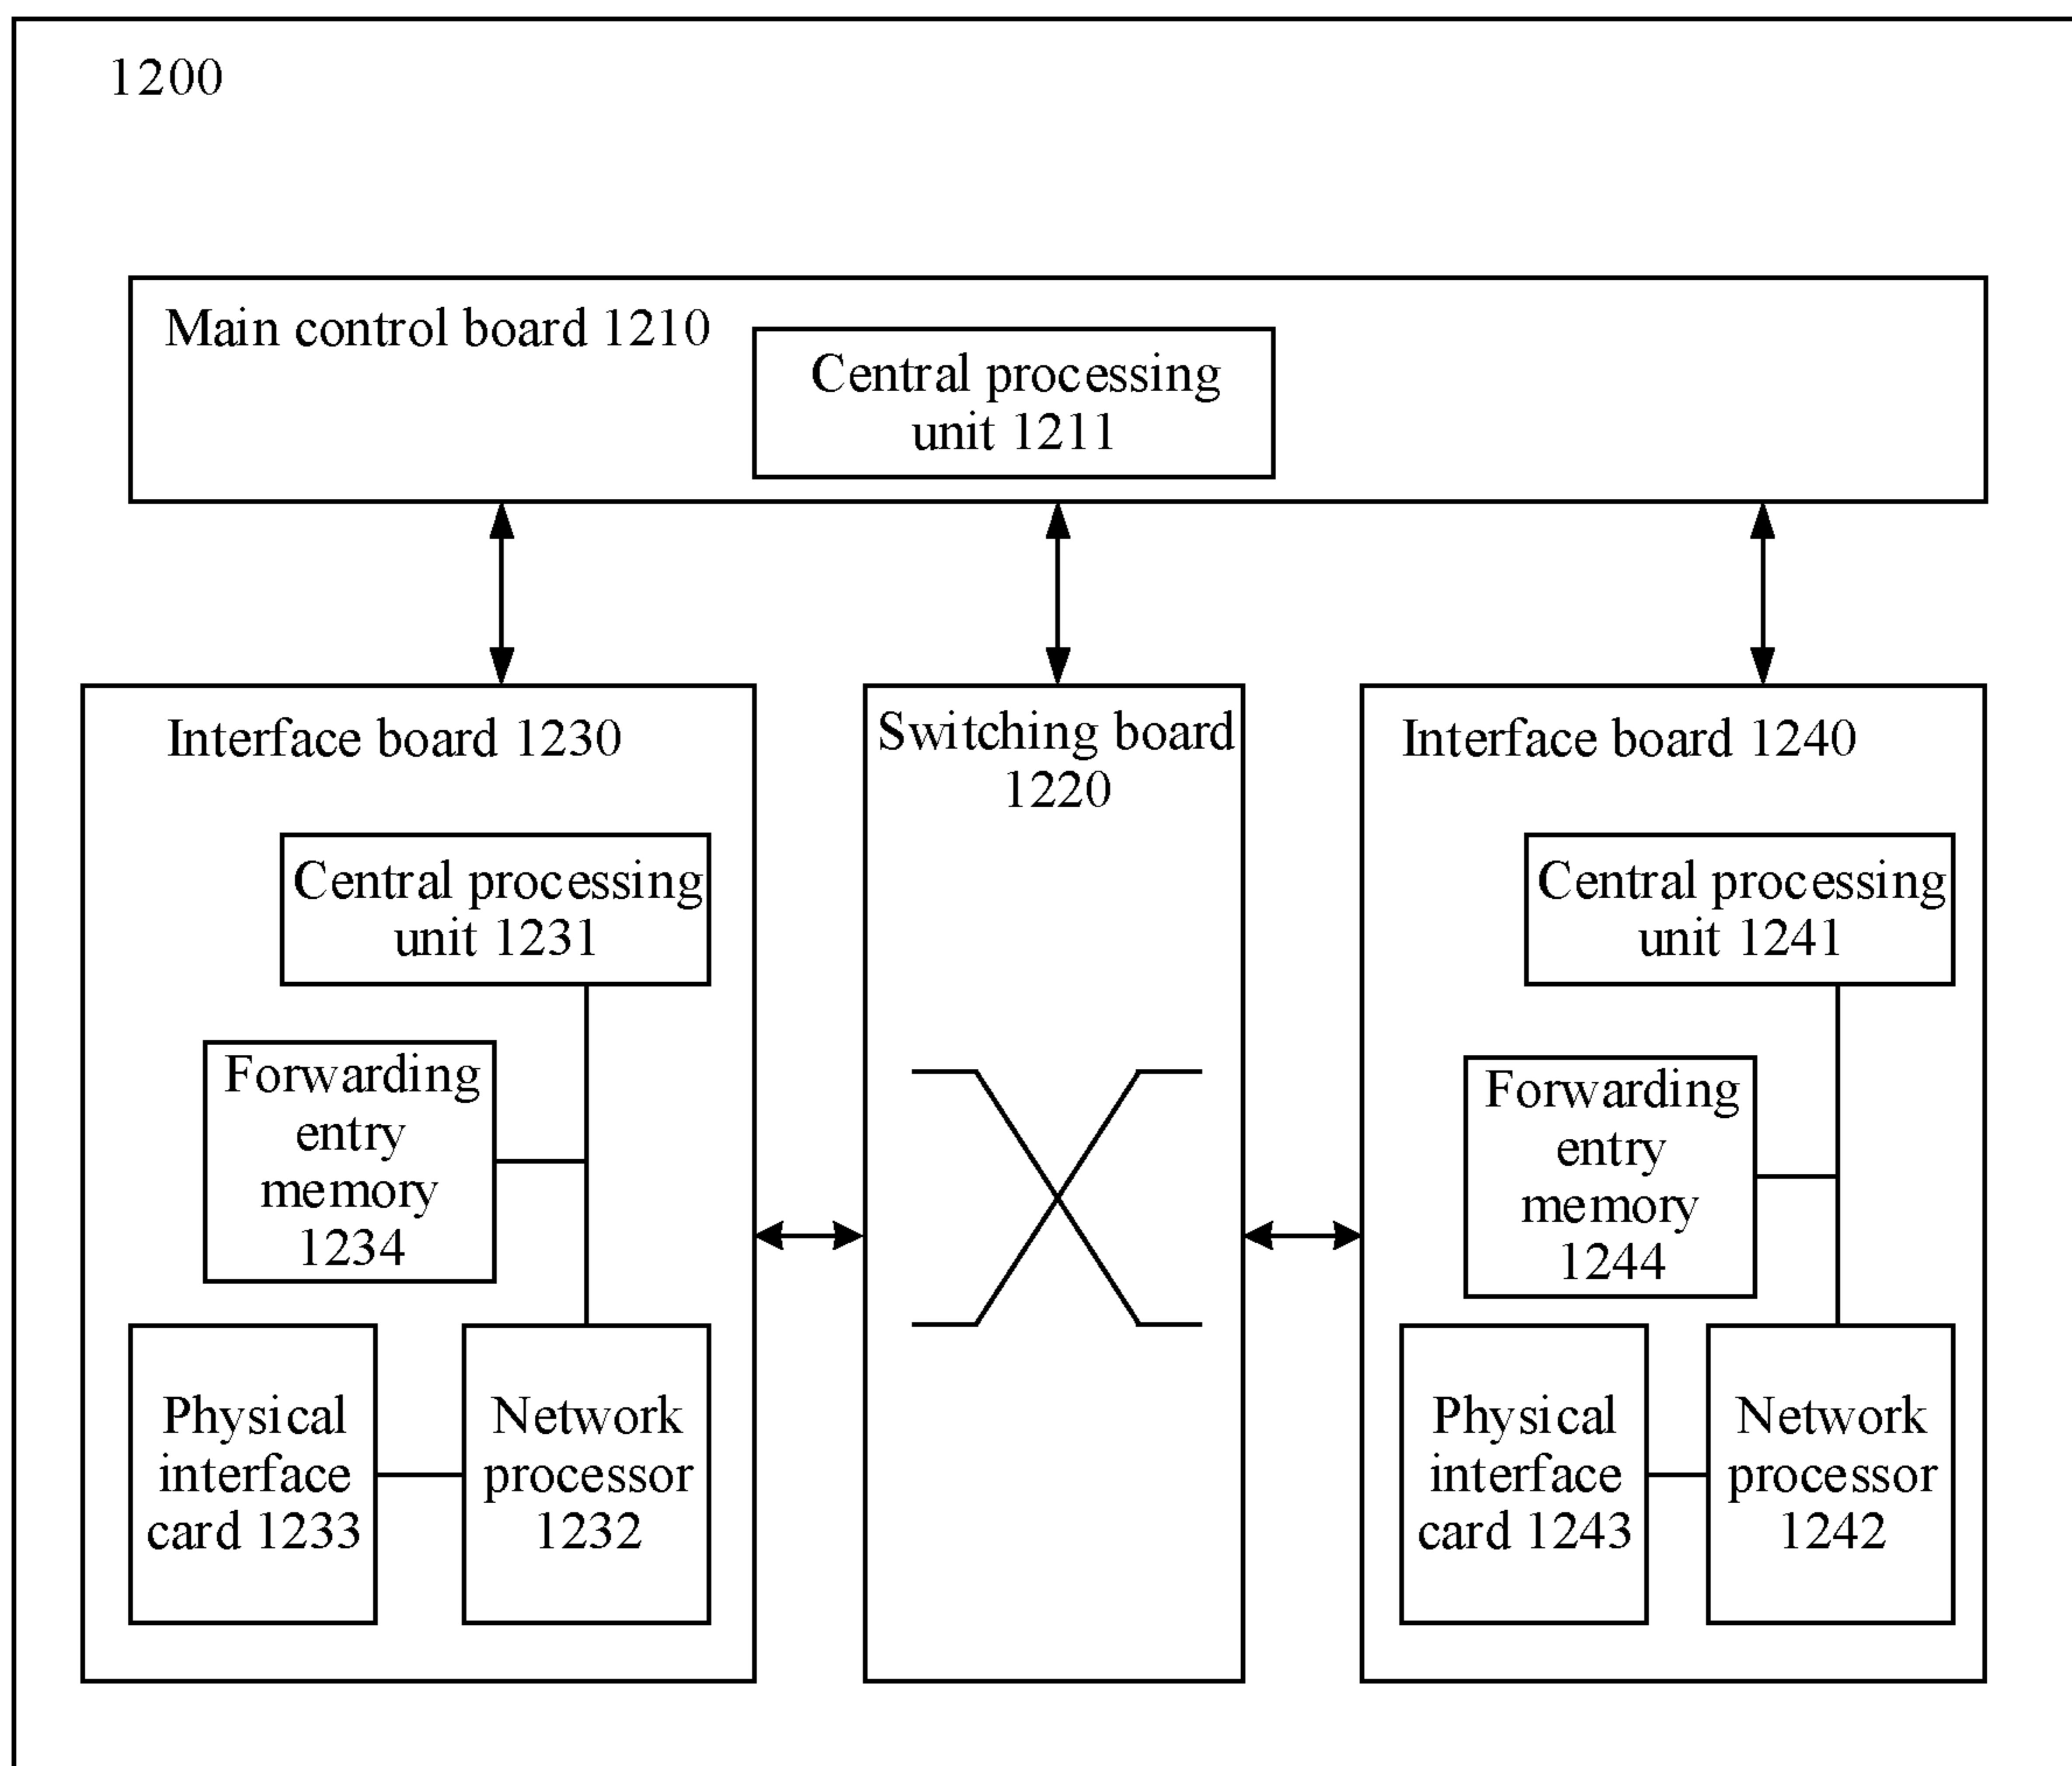 1200
Main control board 1210
Central processing
unit 1211
Interface board 1230
Central processing
unit 1231
Forwarding
entry
memory
1234
Physical
interface
card 1233
Network
processor
1232
Switching board
1220
Interface board 1240
Central processing
unit 1241
Forwarding
entry
memory
1244
Physical
interface
card 1243
Network
processor
1242